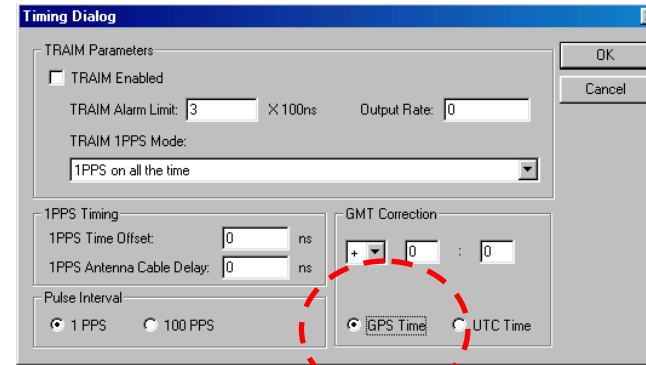 Timing Dialog
TRAIM Parameters
TRAIM Enabled
TRAIM Alarm Limit: 3 X 100ns Output Rate: 0
TRAIM 1PPS Mode:
1PPS on all the time
OK
Cancel
1PPS Timing
1PPS Time Offset: 0 ns
1PPS Antenna Cable Delay: 0 ns
GMT Correction
+ 0 : 0
Pulse Interval
1 PPS 100 PPS
GPS Time UTC Time